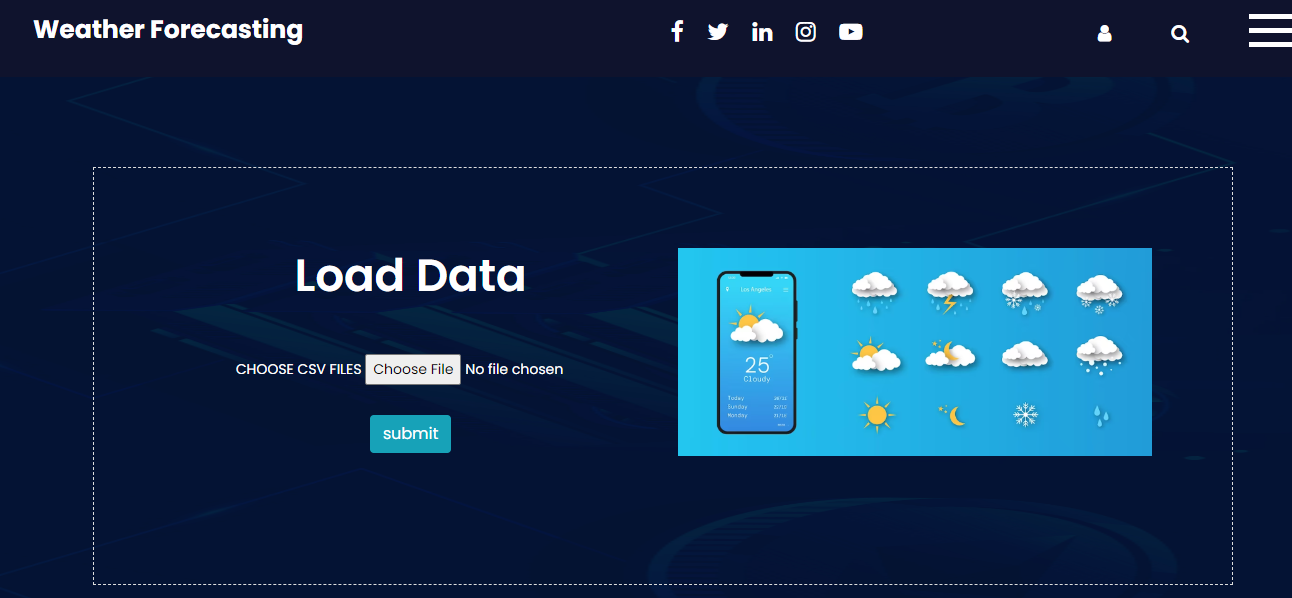 Weather Forecasting
Load Data
CHOOSE CSV FILES Choose File No file chosen
submit
Los Angeles
25°
Cloudy
Today
Sunday
Monday